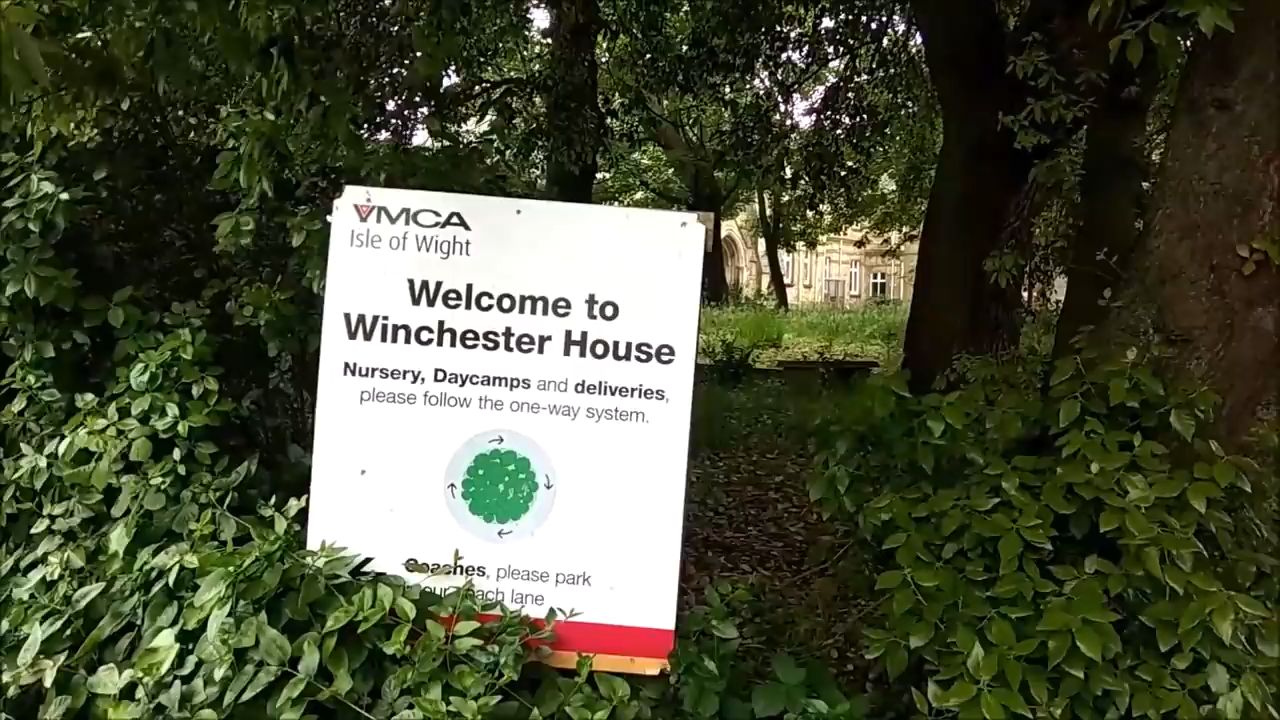 YMCA
Isle of Wight
Welcome to
Winchester House
Nursery, Daycamps and deliveries,
please follow the one-way system.
Coaches, please park
lane